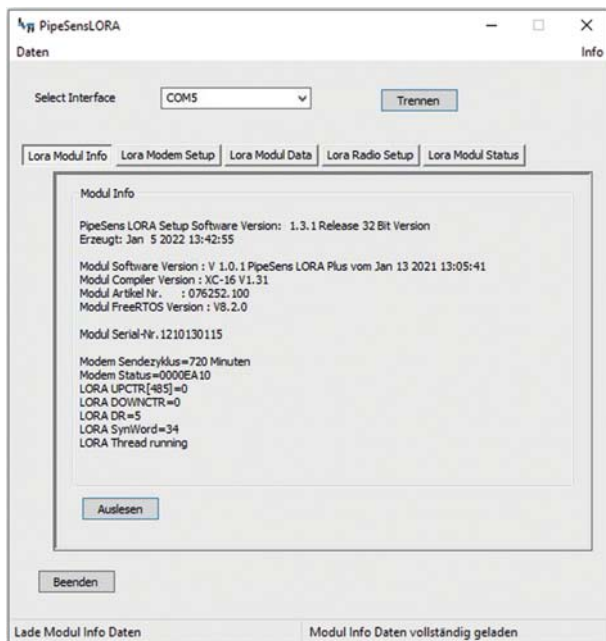 PipeSensLORA
Daten Info
Select Interface COM5 Trennen
Lora Modul Info Lora Modem Setup Lora Modul Data Lora Radio Setup Lora Modul Status
Modul Info
PipeSens LORA Setup Software Version: 1.3.1 Release 32 Bit Version
Erzeugt: Jan 5 2022 13:42:55
Modul Software Version : V 1.0.1 PipeSens LORA Plus vom Jan 13 2021 13:05:41
Modul Compiler Version : XC-16 V1.31
Modul Artikel Nr. : 076252.100
Modul FreeRTOS Version : V8.2.0
Modul Serial-Nr. 1210130115
Modem Sendezyklus=720 Minuten
Modem Status=0000EA10
LORA UPCTR[485]=0
LORA DOWNCTR=0
LORA DR=5
LORA SynWord=34
LORA Thread running
Auslesen
Beenden
Lade Modul Info Daten Modul Info Daten vollständig geladen